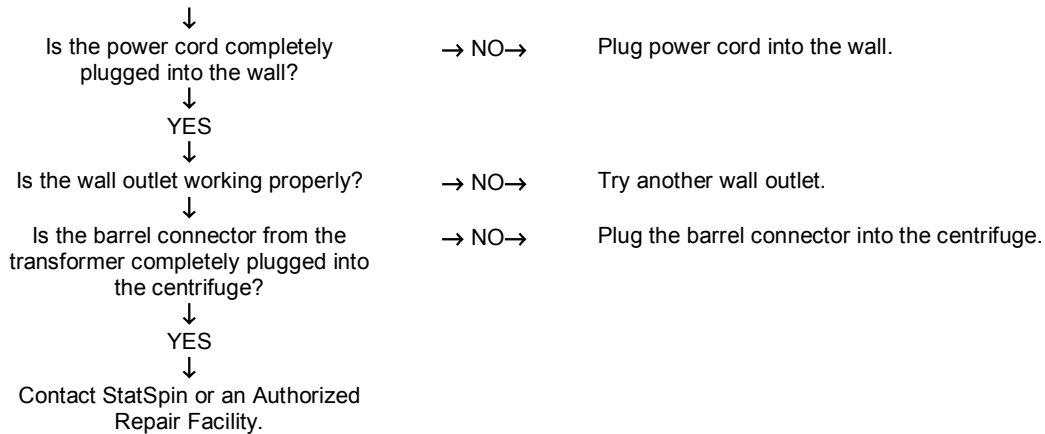 ↓
Is the power cord completely → NO→ Plug power cord into the wall.
plugged into the wall?
↓
YES
↓
Is the wall outlet working properly? → NO→ Try another wall outlet.
↓
Is the barrel connector from the → NO→ Plug the barrel connector into the centrifuge.
transformer completely plugged into
the centrifuge?
↓
YES
↓
Contact StatSpin or an Authorized
Repair Facility.